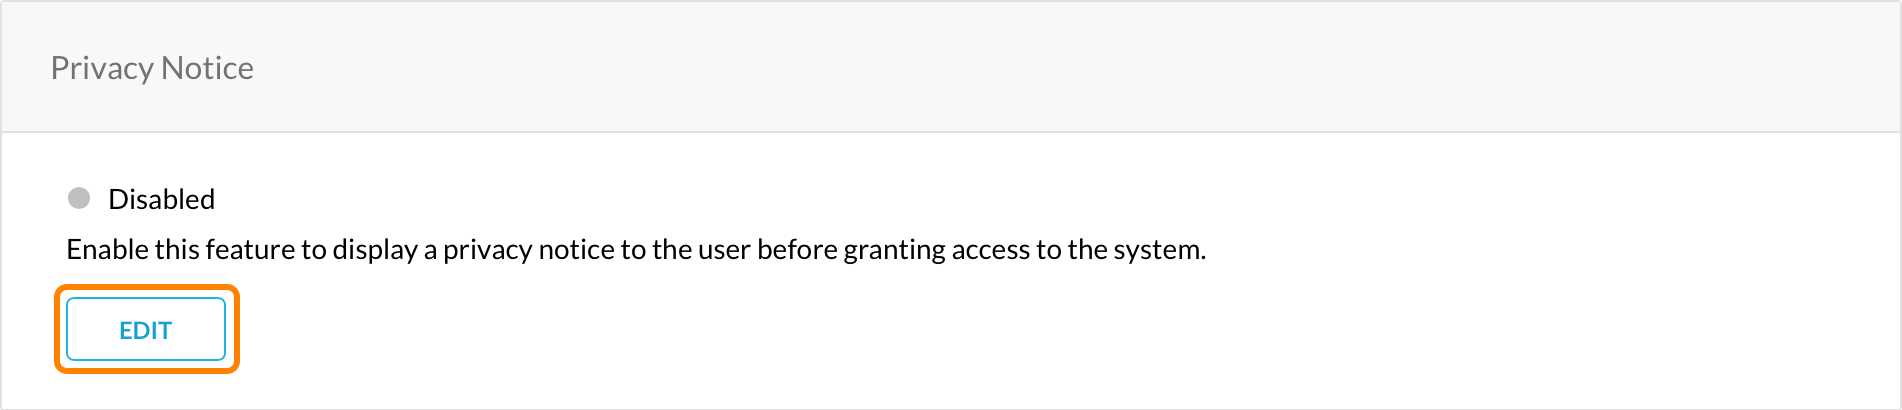 Privacy Notice
Disabled
Enable this feature to display a privacy notice to the user before granting access to the system.
EDIT